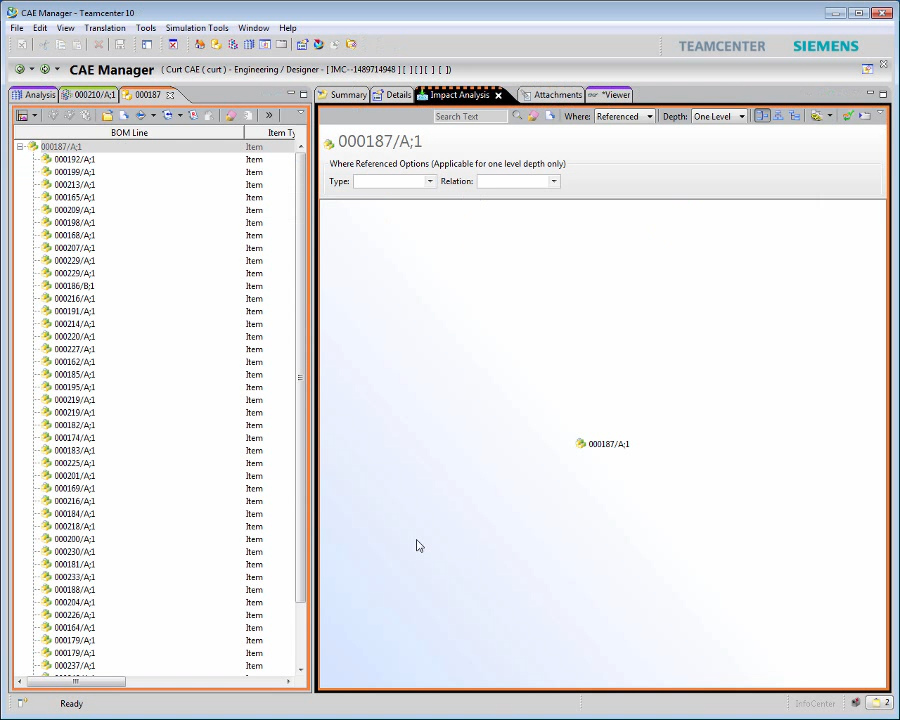 CAE Manager - Teamcenter 10
File Edit View Translation Tools Simulation Tools Window Help
TEAMCENTER SIEMENS
CAE Manager ( Curt CAE ( curt ) - Engineering / Designer - [ IMC--1489714948 ] [ ] [ ] [ ] [ ] )
Analysis 000210/A;1 000187
Summary Details Impact Analysis Attachments *Viewer
Search Text Where: Referenced Depth: One Level
BOM Line Item Ty
000187/A;1 Item
000192/A;1 Item
000199/A;1 Item
000213/A;1 Item
000165/A;1 Item
000209/A;1 Item
000198/A;1 Item
000168/A;1 Item
000207/A;1 Item
000229/A;1 Item
000229/A;1 Item
000186/B;1 Item
000216/A;1 Item
000191/A;1 Item
000214/A;1 Item
000220/A;1 Item
000227/A;1 Item
000162/A;1 Item
000185/A;1 Item
000195/A;1 Item
000219/A;1 Item
000219/A;1 Item
000182/A;1 Item
000174/A;1 Item
000183/A;1 Item
000225/A;1 Item
000201/A;1 Item
000169/A;1 Item
000216/A;1 Item
000184/A;1 Item
000218/A;1 Item
000200/A;1 Item
000230/A;1 Item
000181/A;1 Item
000233/A;1 Item
000188/A;1 Item
000204/A;1 Item
000226/A;1 Item
000164/A;1 Item
000179/A;1 Item
000179/A;1 Item
000237/A;1 Item
000187/A;1
Where Referenced Options (Applicable for one level depth only)
Type: Relation:
000187/A;1
Ready InfoCenter 2